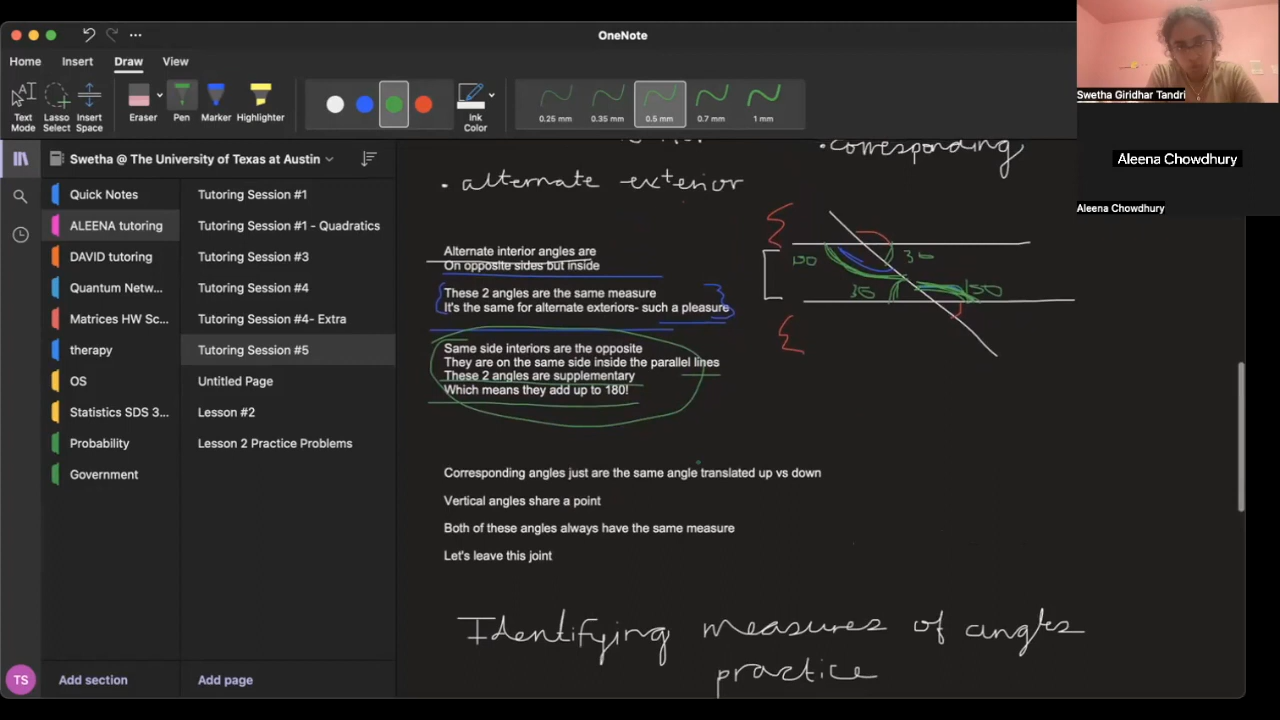 OneNote
Home Insert Draw View
Text Mode
Lasso Select
Insert Space
Eraser
Pen
Marker
Highlighter
Ink Color
0.25 mm
0.35 mm
0.5 mm
0.7 mm
1 mm
Swetha Giridhar Tandri
Aleena Chowdhury
Aleena Chowdhury
Swetha @ The University of Texas at Austin
Quick Notes
ALEENA tutoring
DAVID tutoring
Quantum Netw...
Matrices HW Sc...
therapy
OS
Statistics SDS 3...
Probability
Government
Tutoring Session #1
Tutoring Session #1 - Quadratics
Tutoring Session #3
Tutoring Session #4
Tutoring Session #4- Extra
Tutoring Session #5
Untitled Page
Lesson #2
Lesson 2 Practice Problems
TS
Add section
Add page
• corresponding
• alternate exterior
Alternate interior angles are
On opposite sides but inside
These 2 angles are the same measure
It's the same for alternate exteriors- such a pleasure
Same side interiors are the opposite
They are on the same side inside the parallel lines
These 2 angles are supplementary
Which means they add up to 180!
30
30
150
Corresponding angles just are the same angle translated up vs down
Vertical angles share a point
Both of these angles always have the same measure
Let's leave this joint
Identifying measures of angles
practice